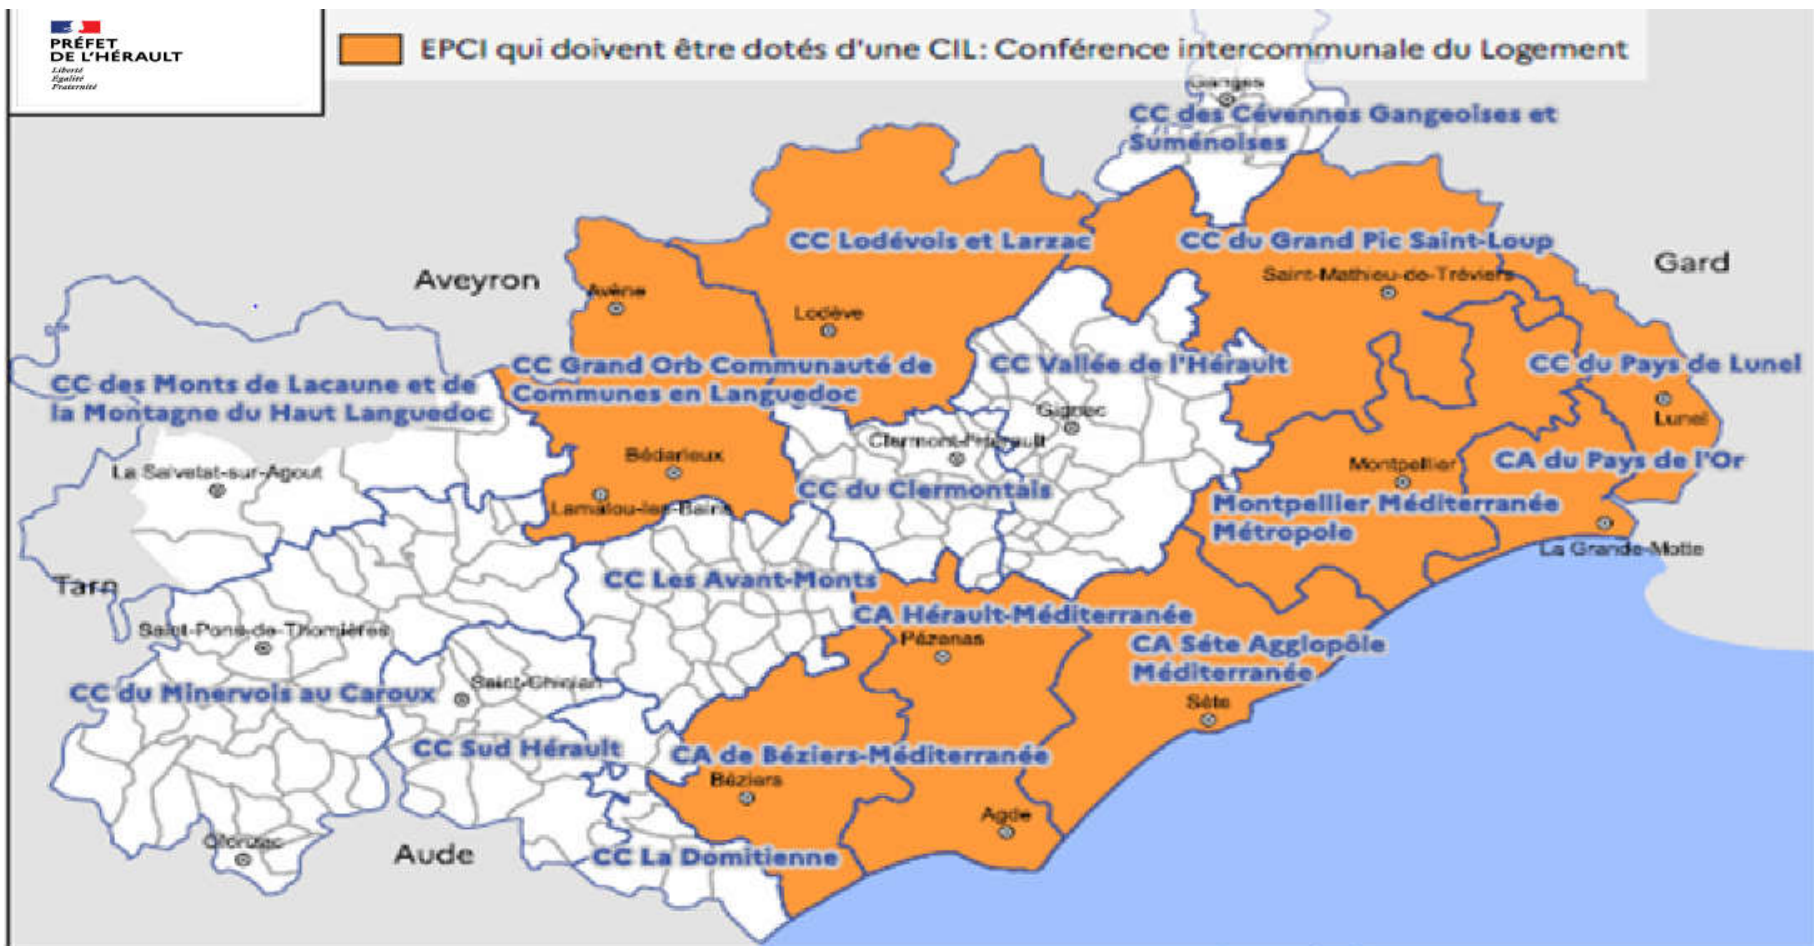 PRÉFET
DE L'HÉRAULT
Liberté
Égalité
Fraternité
EPCI qui doivent être dotés d'une CIL: Conférence intercommunale du Logement
Ganges
CC des Cévennes Gangeoises et
Suménoises
CC Lodévois et Larzac
CC du Grand Pic Saint-Loup
Gard
Aveyron
Saint-Mathieu-de-Tréviers
Avène
Lodève
CC Grand Orb Communauté de
Communes en Languedoc
CC Vallée de l'Hérault
CC du Pays de Lunel
CC des Monts de Lacaune et de
la Montagne du Haut Languedoc
Gignac
Lunel
Clermont-l'Hérault
Bédarieux
La Salvetat-sur-Agout
Montpellier
CA du Pays de l'Or
CC du Clermontais
Lamalou-les-Bains
Montpellier Méditerranée
Métropole
La Grande-Motte
Tarn
CC Les Avant-Monts
CA Hérault-Méditerranée
Saint-Pons-de-Thomières
Pézenas
CA Séte Agglopôle
Méditerranée
CC du Minervois au Caroux
Saint-Chinian
Sète
CC Sud Hérault
CA de Béziers-Méditerranée
Béziers
Agde
Olonzac
Aude
CC La Domitienne